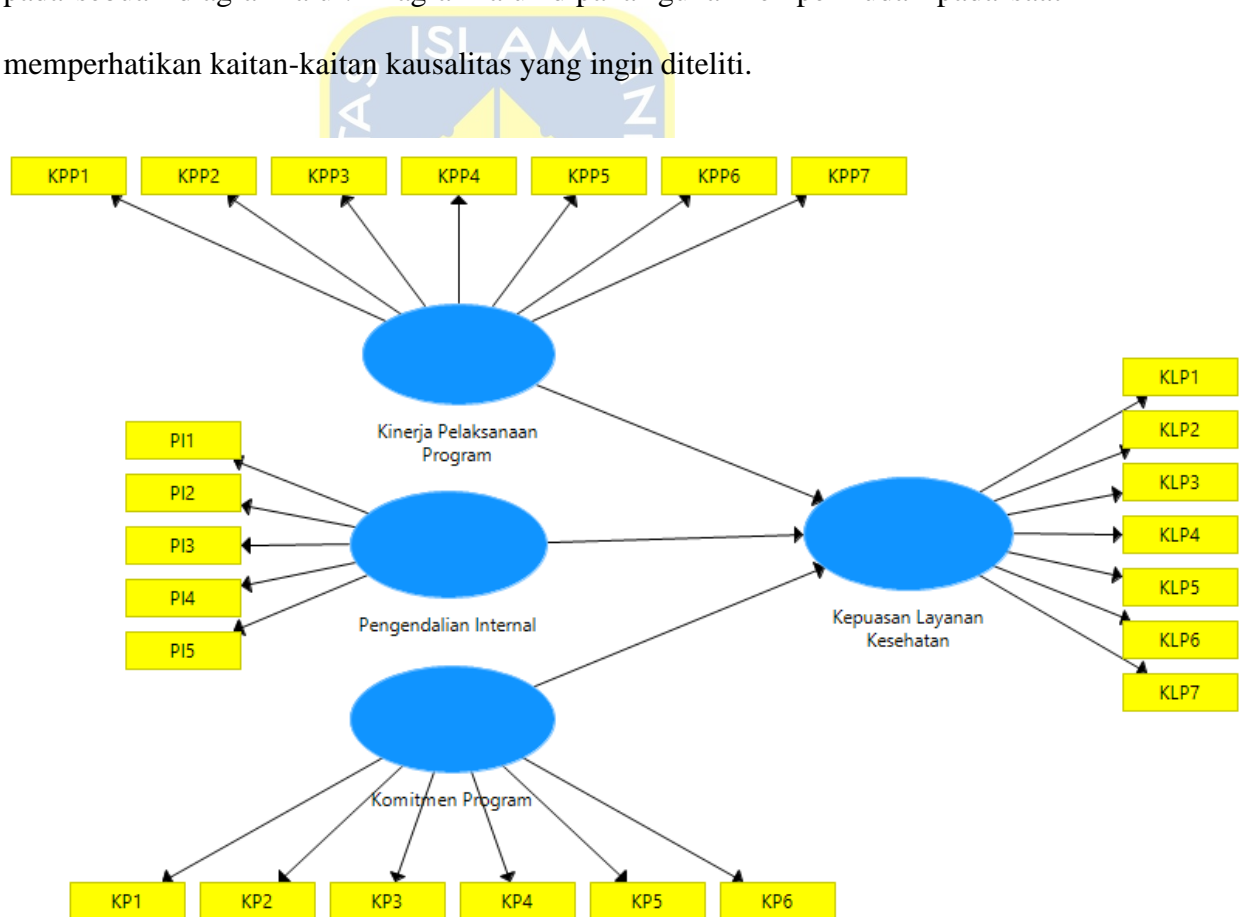 memperhatikan kaitan-kaitan kausalitas yang ingin diteliti.
ISLAM
TAS
KPP1 KPP2 KPP3 KPP4 KPP5 KPP6 KPP7
Kinerja Pelaksanaan
Program
KLP1
KLP2
KLP3
KLP4
KLP5
KLP6
KLP7
PI1
PI2
PI3
PI4
PI5
Pengendalian Internal
Kepuasan Layanan
Kesehatan
Komitmen Program
KP1 KP2 KP3 KP4 KP5 KP6